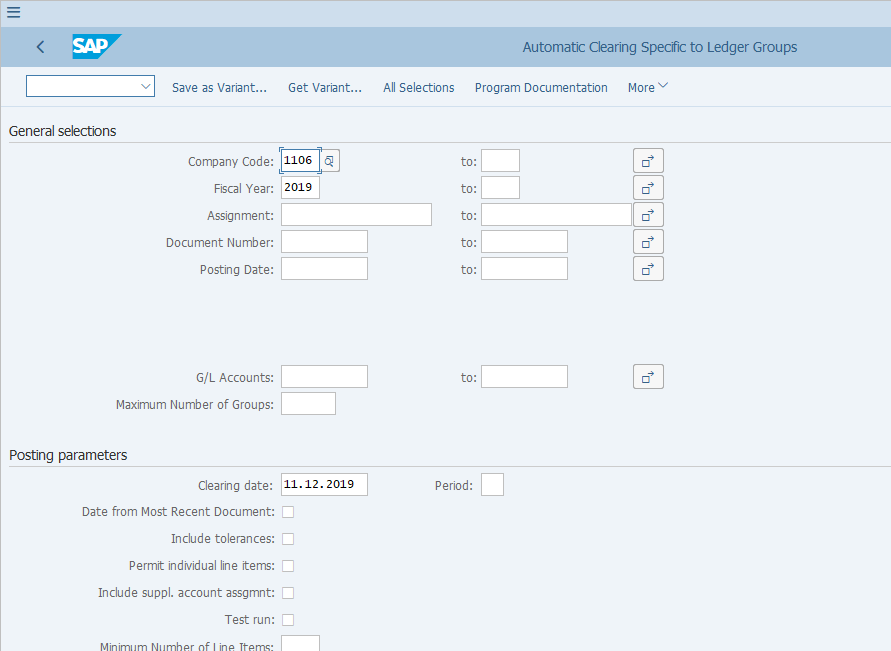 SAP Automatic Clearing Specific to Ledger Groups
Save as Variant... Get Variant... All Selections Program Documentation More
General selections
Company Code: 1106 to:
Fiscal Year: 2019 to:
Assignment: to:
Document Number: to:
Posting Date: to:
G/L Accounts: to:
Maximum Number of Groups:
Posting parameters
Clearing date: 11.12.2019 Period:
Date from Most Recent Document:
Include tolerances:
Permit individual line items:
Include suppl. account assgmnt:
Test run:
Minimum Number of Line Items: